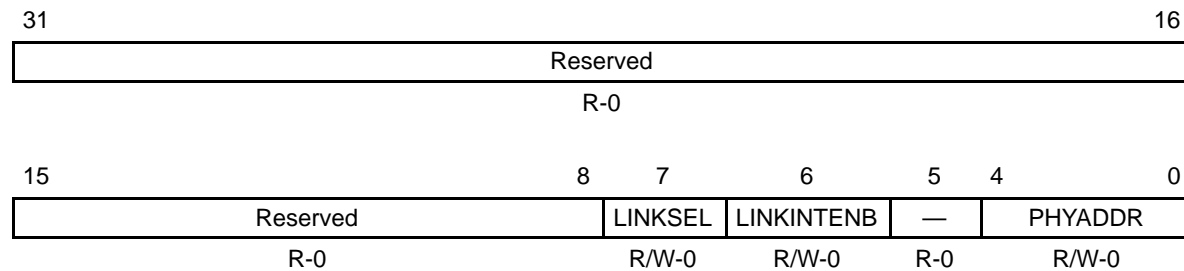 31 16
Reserved
R-0
15 8 7 6 5 4 0
Reserved LINKSEL LINKINTENB — PHYADDR
R-0 R/W-0 R/W-0 R-0 R/W-0